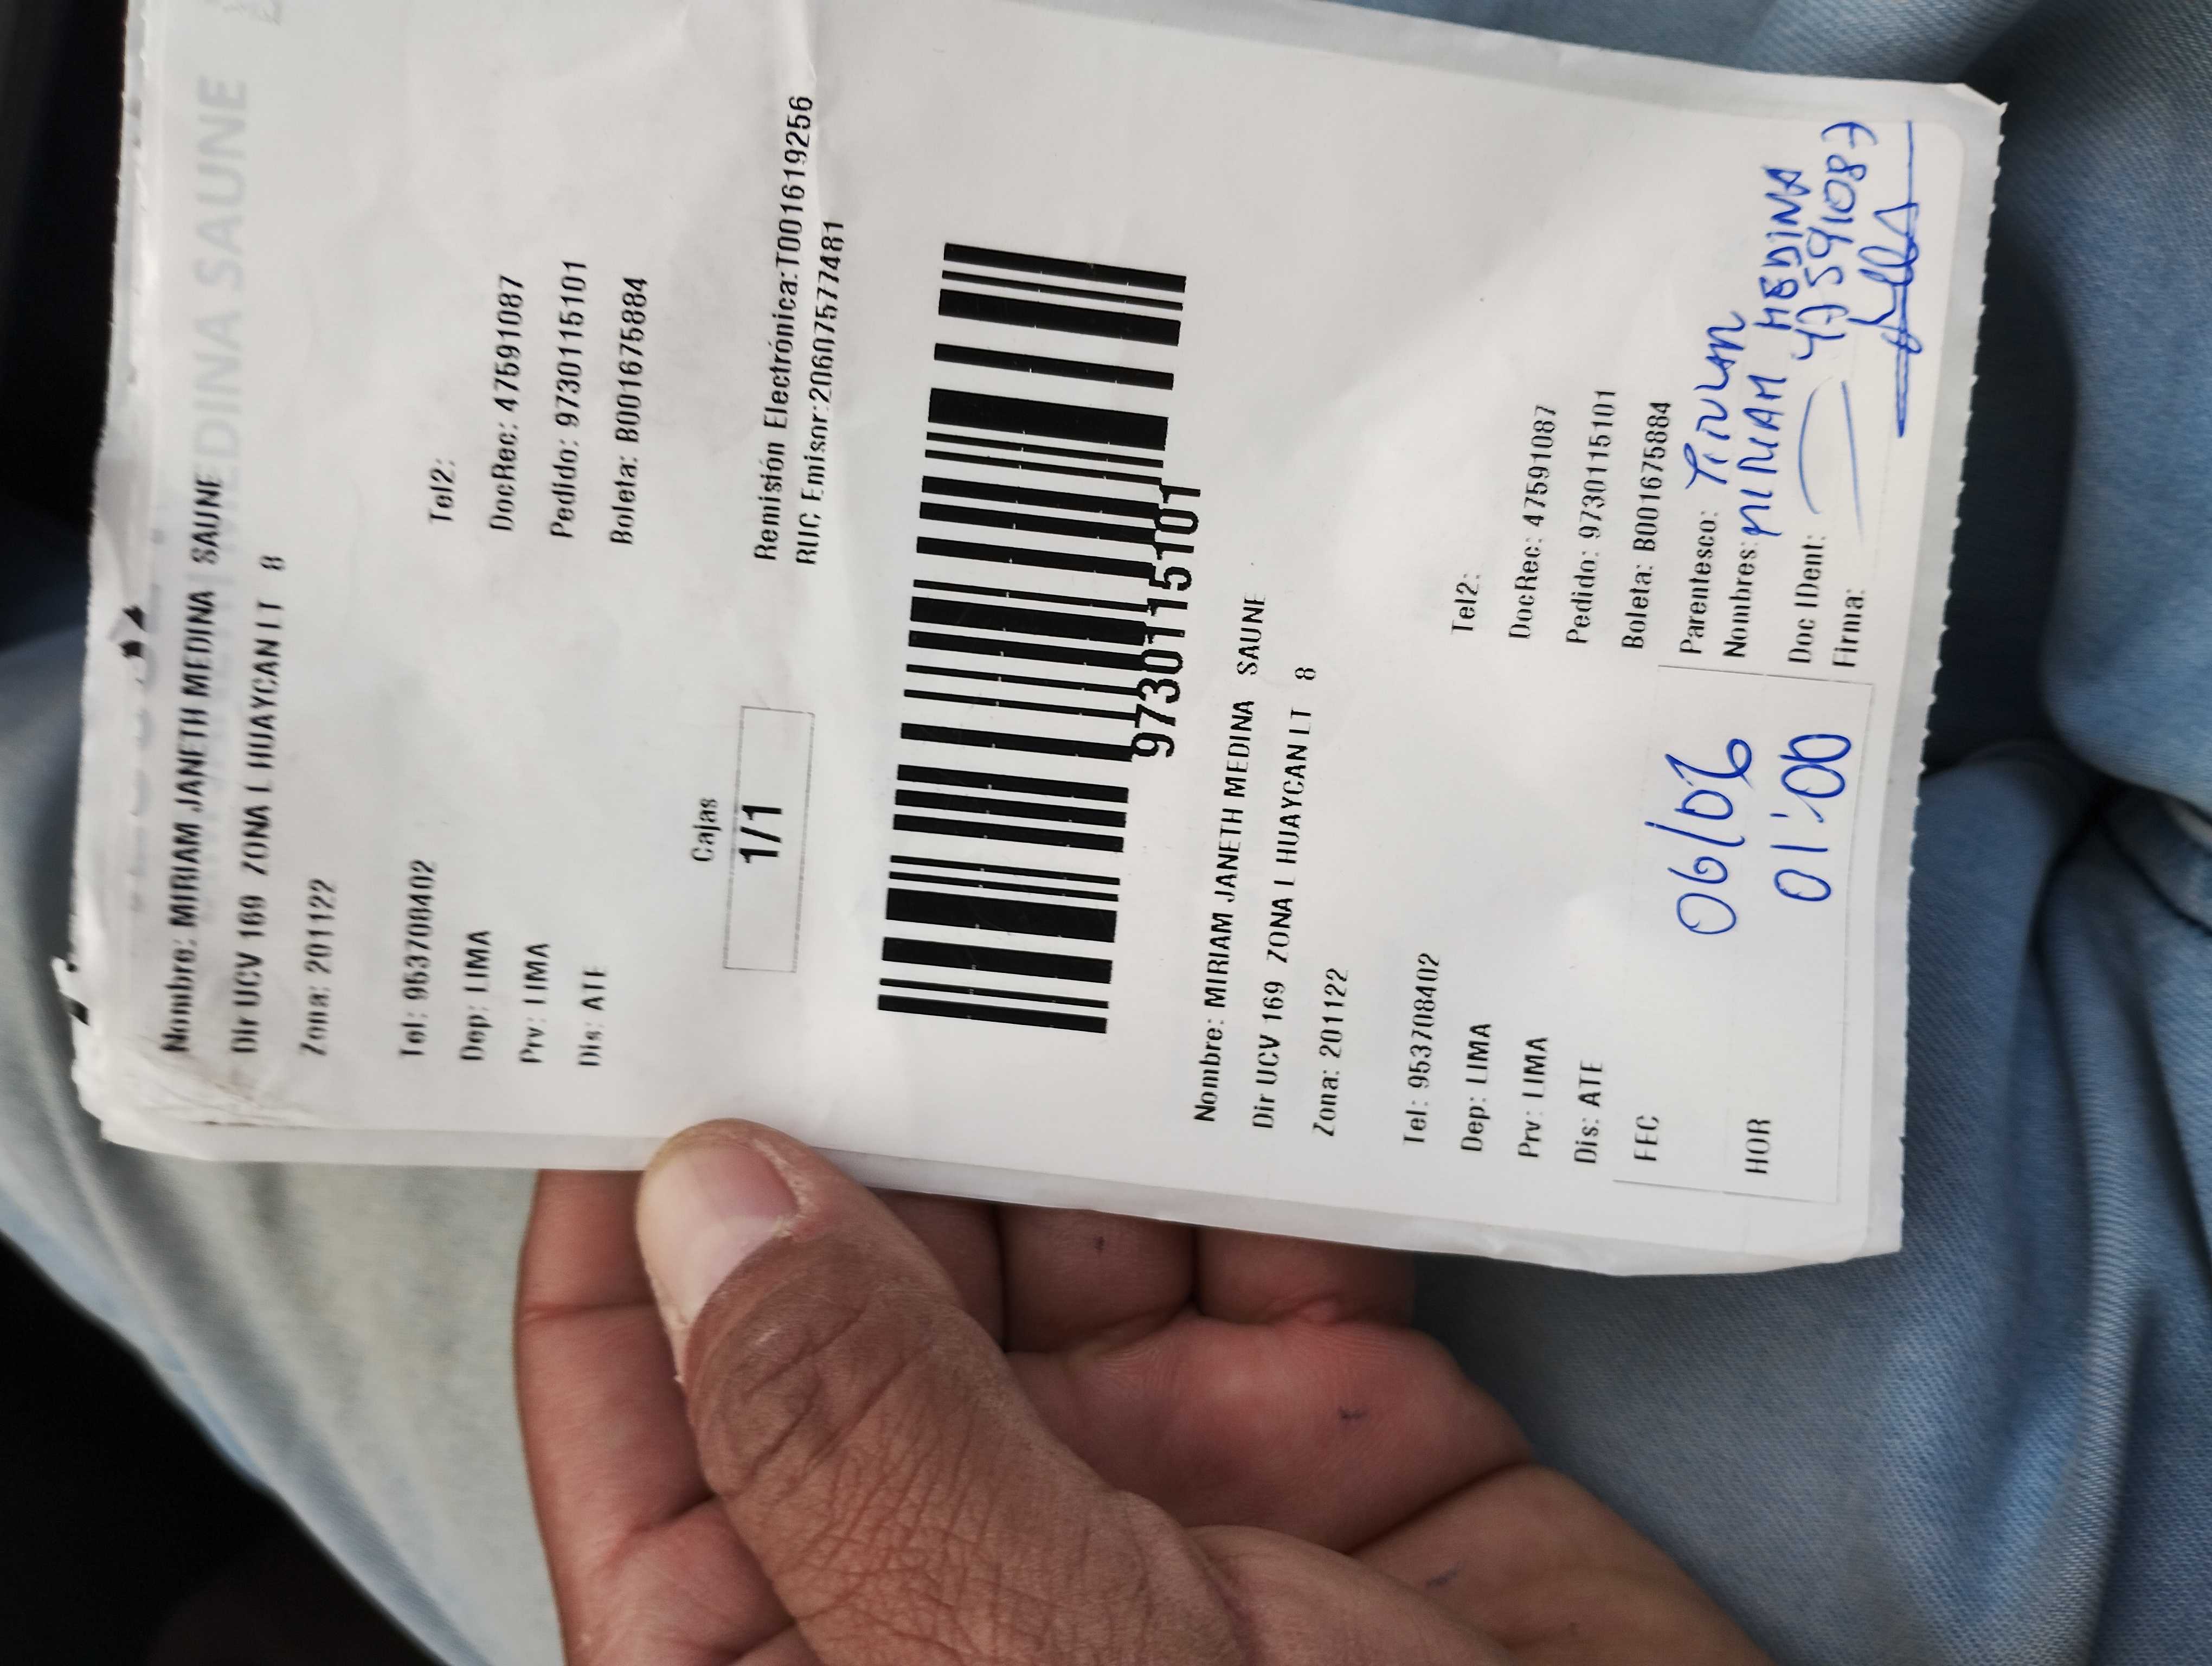 Nombre: MIRIAM JANETH MEDINA SAUNE
MEDINA SAUNE
Dir UCV 169 ZONA L HUAYCAN LT 8
Zona: 201122
Tel: 953708402 Tel2:
Dep: LIMA DocRec: 47591087
Prv: LIMA Pedido: 9730115101
Dis: ATE Boleta: B001675884
Cajas
1/1
Remisión Electrónica:T001619256
RUC Emisor:20607577481
9730115101
Nombre: MIRIAM JANETH MEDINA SAUNE
Dir UCV 169 ZONA L HUAYCAN LT 8
Zona: 201122
Tel: 953708402 Tel2:
Dep: LIMA DocRec: 47591087
Prv: LIMA Pedido: 9730115101
Dis: ATE Boleta: B001675884
FEC 06/06
HOR 01:00
Parentesco:
Nombres: MIRIAM MEDINA
Doc IDent: 47591087
Firma: